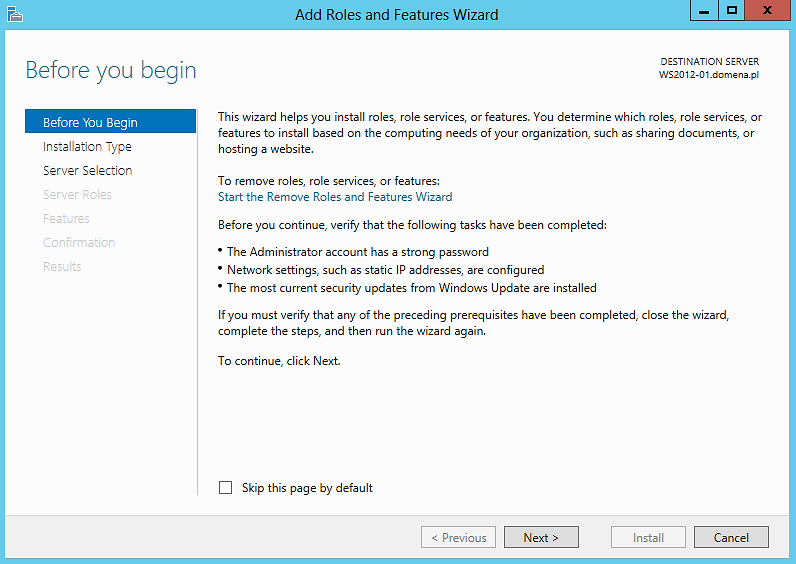 Add Roles and Features Wizard
Before you begin
DESTINATION SERVER
WS2012-01.domena.pl
Before You Begin
Installation Type
Server Selection
Server Roles
Features
Confirmation
Results
This wizard helps you install roles, role services, or features. You determine which roles, role services, or
features to install based on the computing needs of your organization, such as sharing documents, or
hosting a website.
To remove roles, role services, or features:
Start the Remove Roles and Features Wizard
Before you continue, verify that the following tasks have been completed:
• The Administrator account has a strong password
• Network settings, such as static IP addresses, are configured
• The most current security updates from Windows Update are installed
If you must verify that any of the preceding prerequisites have been completed, close the wizard,
complete the steps, and then run the wizard again.
To continue, click Next.
Skip this page by default
< Previous
Next >
Install
Cancel